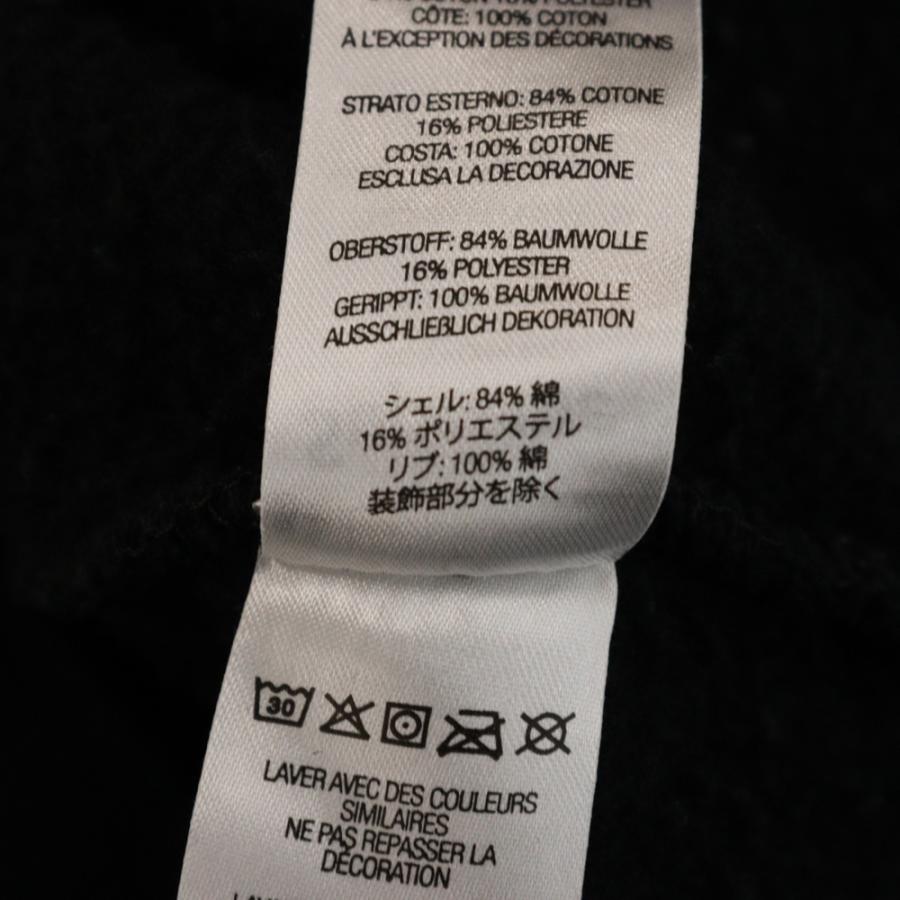 POLYESTER
CÔTE: 100% COTON
À L'EXCEPTION DES DÉCORATIONS
STRATO ESTERNO: 84% COTONE
16% POLIESTERE
COSTA: 100% COTONE
ESCLUSA LA DECORAZIONE
OBERSTOFF: 84% BAUMWOLLE
16% POLYESTER
GERIPPT: 100% BAUMWOLLE
AUSSCHLIEßLICH DEKORATION
シェル: 84% 綿
16% ポリエステル
リブ: 100% 綿
装飾部分を除く
30
LAVER AVEC DES COULEURS
SIMILAIRES
NE PAS REPASSER LA
DÉCORATION